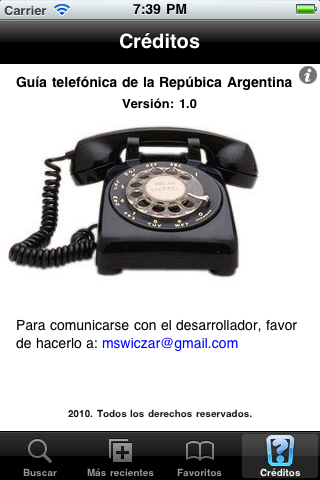 Carrier 7:39 PM
Créditos
Guía telefónica de la Repúbica Argentina
Versión: 1.0
Para comunicarse con el desarrollador, favor
de hacerlo a: mswiczar@gmail.com
2010. Todos los derechos reservados.
Buscar Más recientes Favoritos Créditos